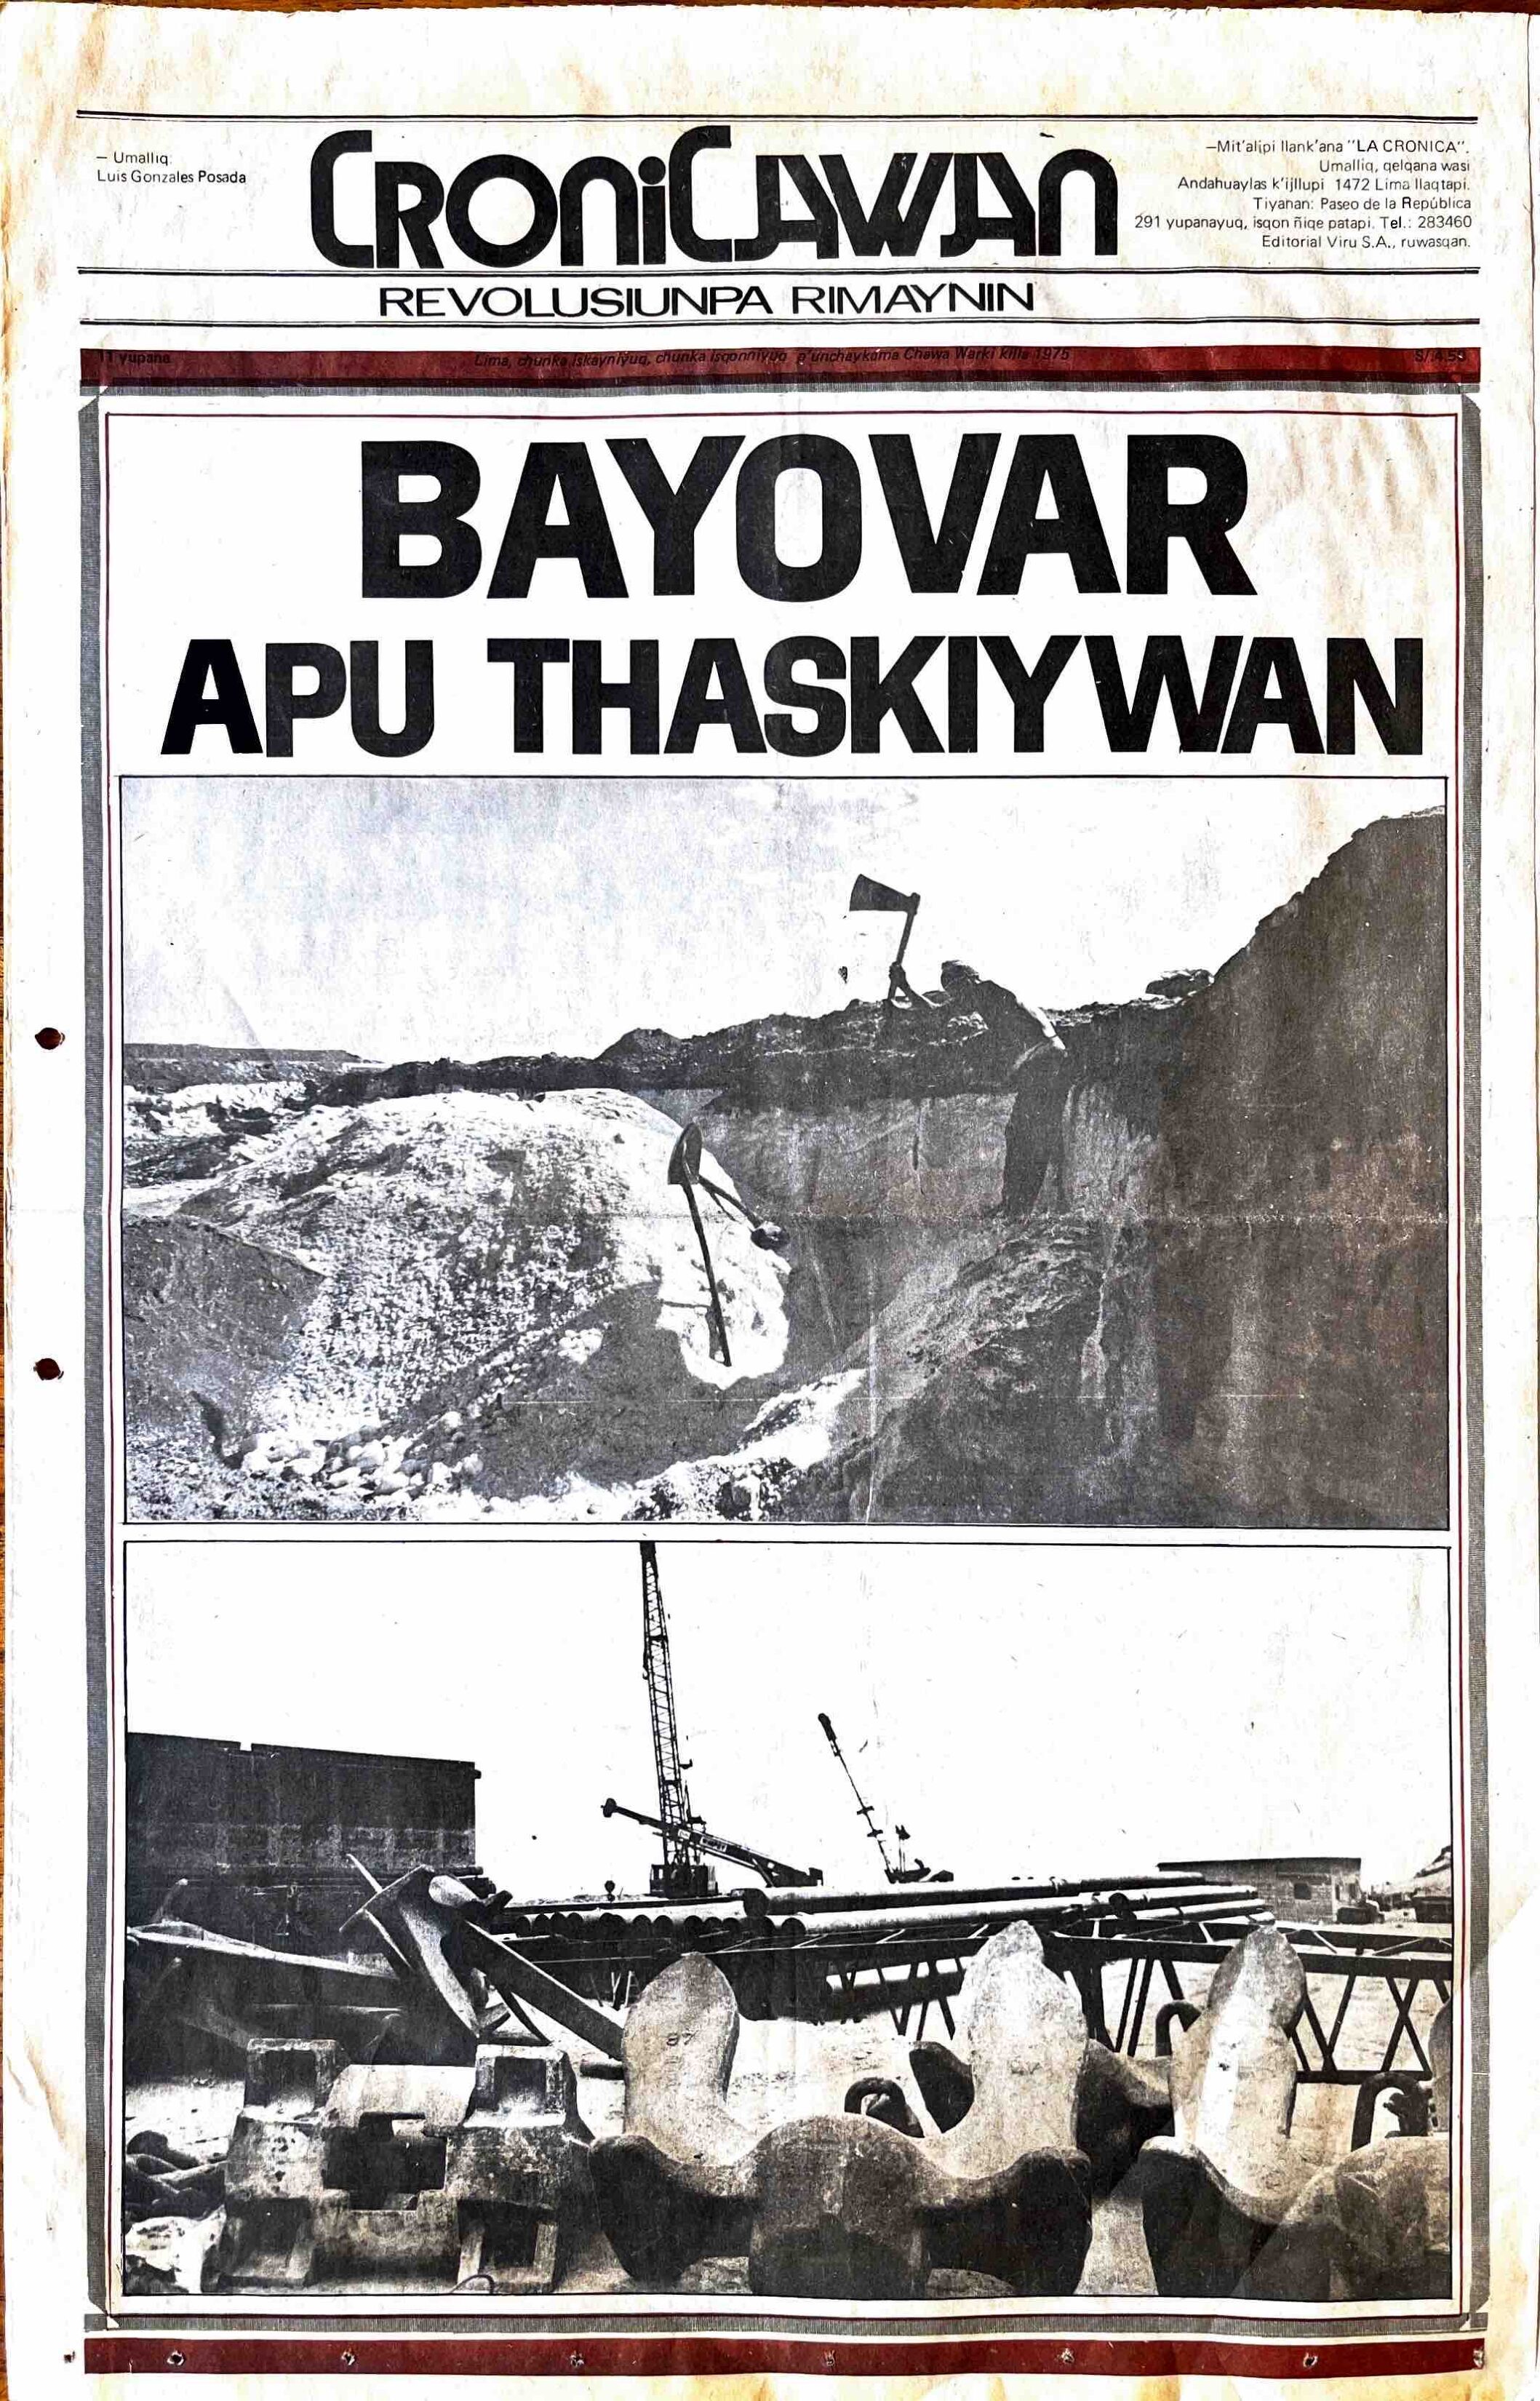 — Umalliq:
Luis Gonzales Posada
CRONICAWAN
—Mit'alipi llank'ana "LA CRONICA".
Umalliq, qelqana wasi
Andahuaylas k'ijllupi 1472 Lima llaqtapi.
Tiyanan: Paseo de la República
291 yupanayuq, isqon ñiqe patapi. Tel.: 283460
Editorial Viru S.A., ruwasqan.
REVOLUSIUNPA RIMAYNIN
11 yupana
Lima, chunka iskayniyuq, chunka isqonniyuq p'unchaykama Chawa Warki killa 1975
BAYOVAR
APU THASKIYWAN
87